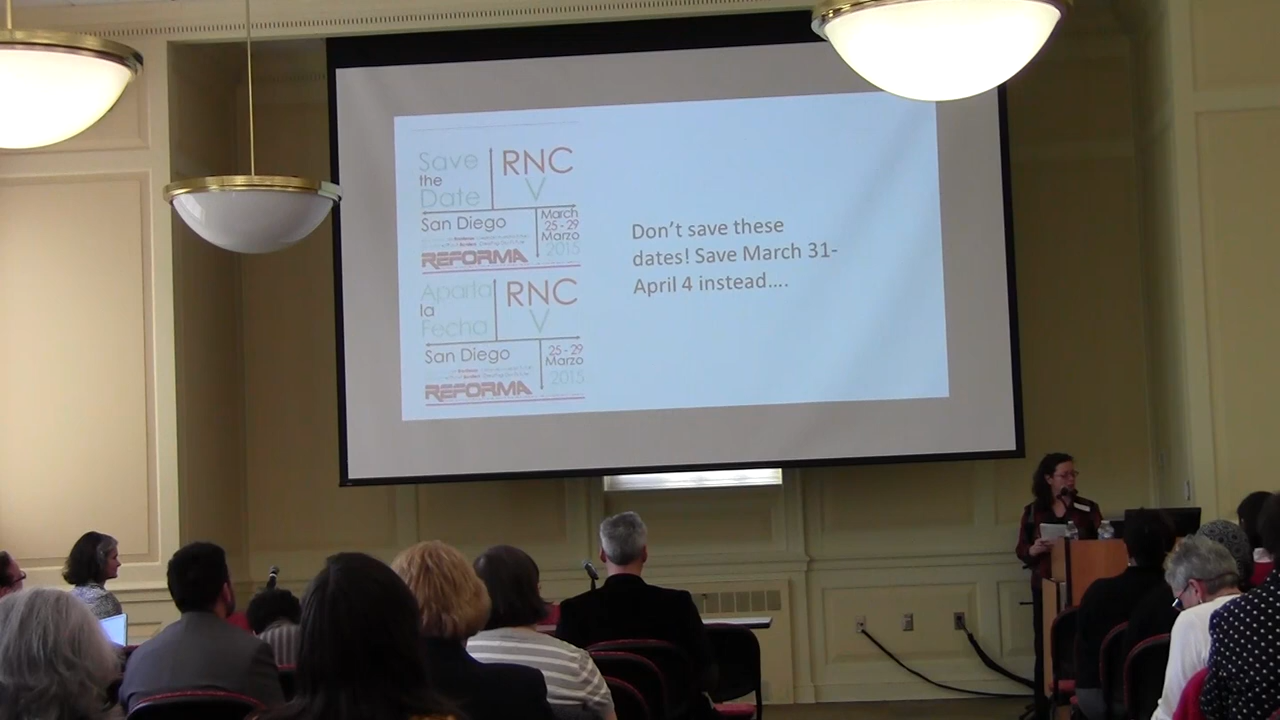 Save
the
Date
RNC
V
San Diego
March
25 - 29
Marzo
2015
REFORMA
Aparta
la
Fecha
RNC
V
San Diego
25 - 29
Marzo
2015
REFORMA
Don't save these
dates! Save March 31-
April 4 instead....